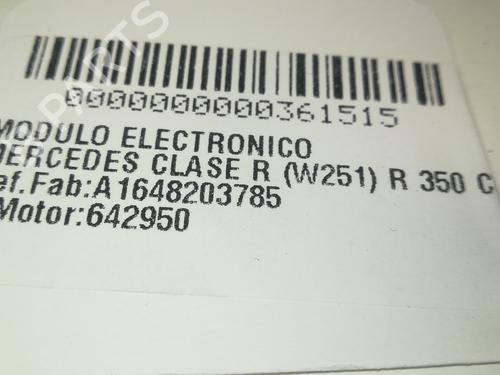 0000000000361515
MODULO ELECTRONICO
MERCEDES CLASE R (W251) R 350 C
ef.Fab:A1648203785
Motor:642950
PARTS